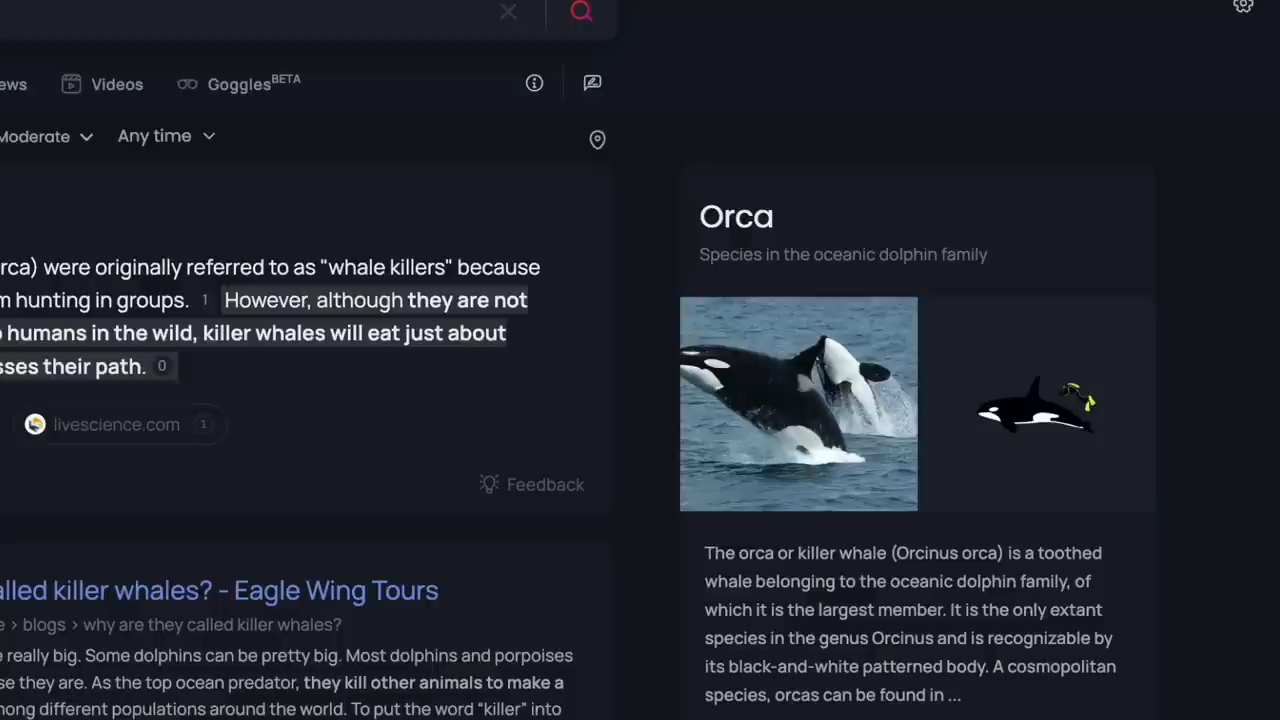 ews
Videos
Goggles BETA
Moderate
Any time
rca) were originally referred to as "whale killers" because
m hunting in groups. 1 However, although they are not
o humans in the wild, killer whales will eat just about
sses their path. 0
livescience.com 1
Feedback
alled killer whales? - Eagle Wing Tours
e > blogs > why are they called killer whales?
e really big. Some dolphins can be pretty big. Most dolphins and porpoises
se they are. As the top ocean predator, they kill other animals to make a
nong different populations around the world. To put the word “killer” into
Orca
Species in the oceanic dolphin family
The orca or killer whale (Orcinus orca) is a toothed
whale belonging to the oceanic dolphin family, of
which it is the largest member. It is the only extant
species in the genus Orcinus and is recognizable by
its black-and-white patterned body. A cosmopolitan
species, orcas can be found in ...